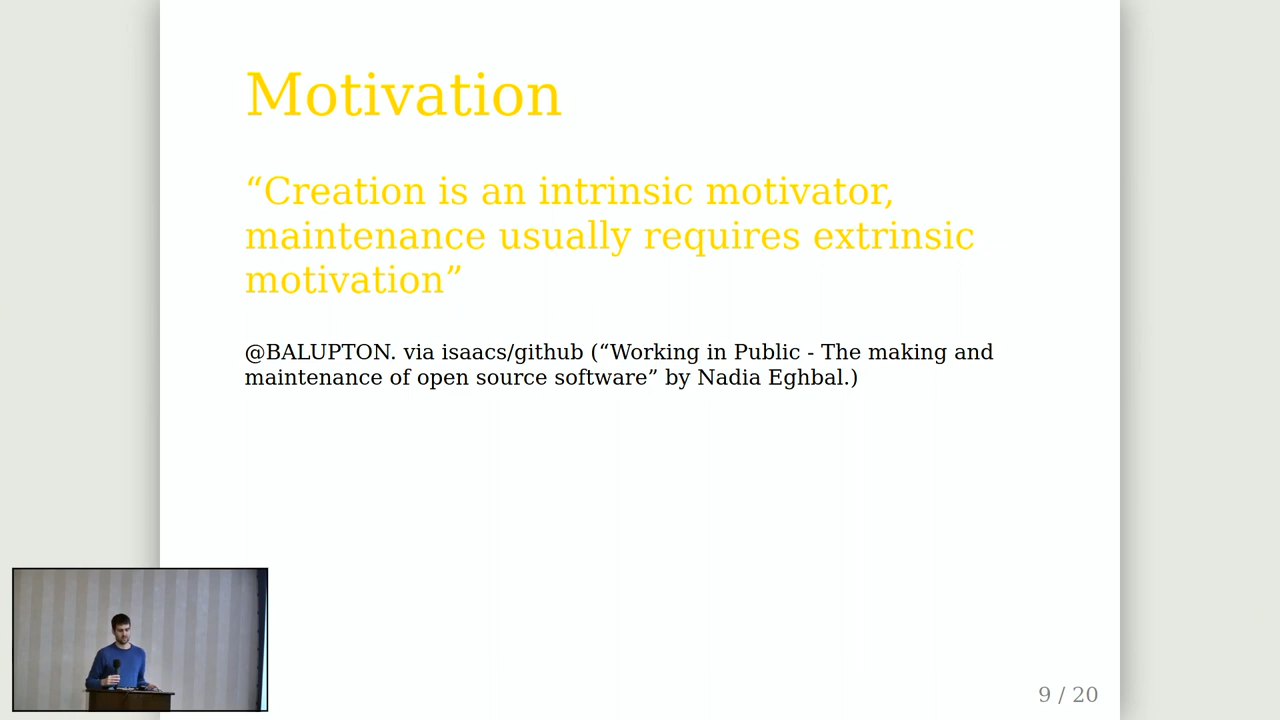 Motivation
“Creation is an intrinsic motivator,
maintenance usually requires extrinsic
motivation”
@BALUPTON. via isaacs/github (“Working in Public - The making and
maintenance of open source software” by Nadia Eghbal.)
9 / 20